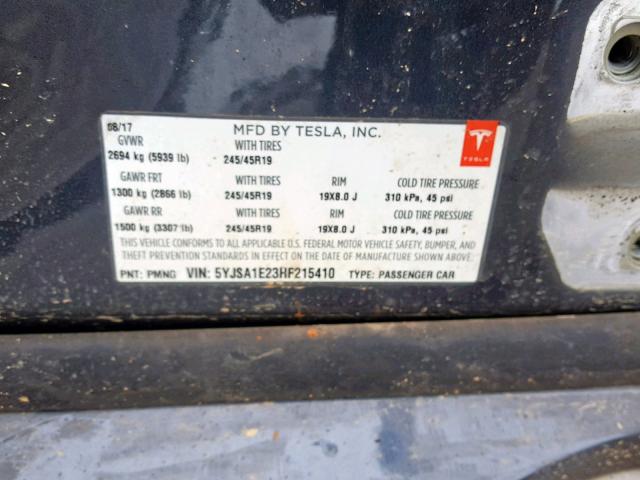 08/17 MFD BY TESLA, INC.
GVWR WITH TIRES
2694 kg (5939 lb) 245/45R19
TESLA
GAWR FRT WITH TIRES RIM COLD TIRE PRESSURE
1300 kg (2866 lb) 245/45R19 19X8.0 J 310 kPa, 45 psi
GAWR RR WITH TIRES RIM COLD TIRE PRESSURE
1500 kg (3307 lb) 245/45R19 19X8.0 J 310 kPa, 45 psi
THIS VEHICLE CONFORMS TO ALL APPLICABLE U.S. FEDERAL MOTOR VEHICLE SAFETY, BUMPER, AND
THEFT PREVENTION STANDARDS IN EFFECT ON THE DATE OF MANUFACTURE SHOWN ABOVE.
PNT: PMNG VIN: 5YJSA1E23HF215410 TYPE: PASSENGER CAR